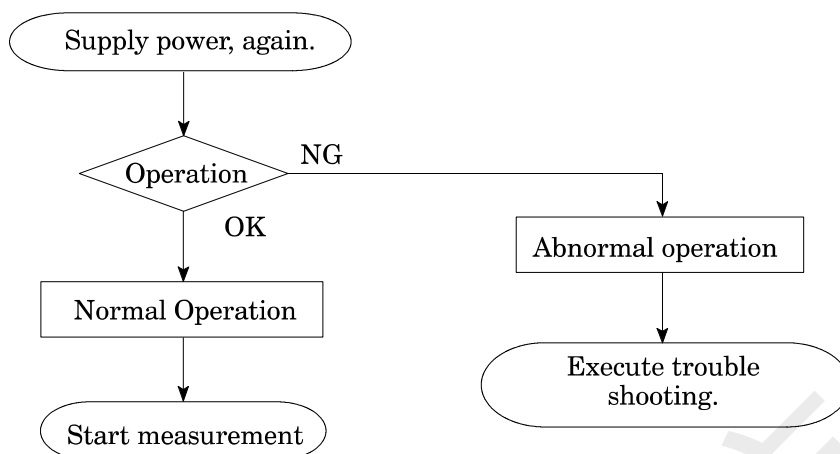 Supply power, again.
NG
Operation
OK
Abnormal operation
Normal Operation
Execute trouble
shooting.
Start measurement